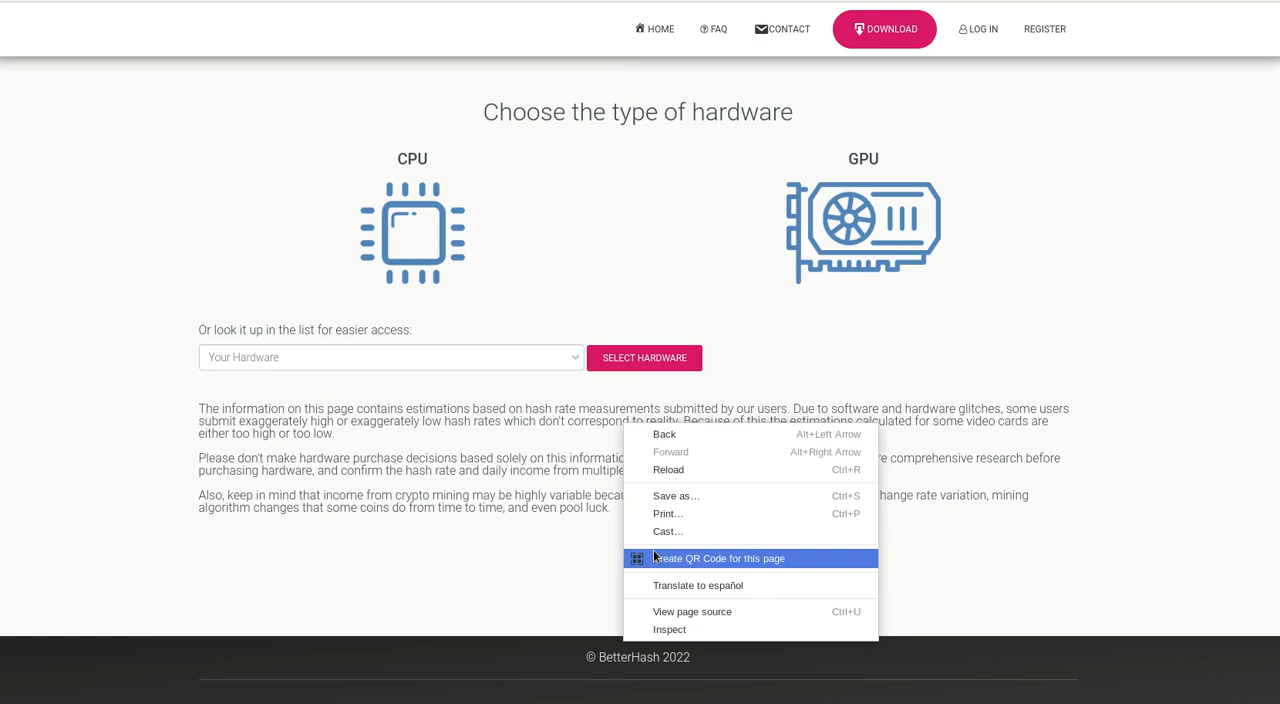 HOME
FAQ
CONTACT
DOWNLOAD
LOG IN
REGISTER
Choose the type of hardware
CPU
GPU
Or look it up in the list for easier access:
Your Hardware
SELECT HARDWARE
The information on this page contains estimations based on hash rate measurements submitted by our users. Due to software and hardware glitches, some users
submit exaggerately high or exaggerately low hash rates which don't correspond to reality. Because of this the estimations calculated for some video cards are
either too high or too low.
Please don't make hardware purchase decisions based solely on this e comprehensive research before
purchasing hardware, and confirm the hash rate and daily income from multiple
Also, keep in mind that income from crypto mining may be highly variable hange rate variation, mining
algorithm changes that some coins do from time to time, and even pool luck.
Back Alt+Left Arrow
Forward Alt+Right Arrow
Reload Ctrl+R
Save as… Ctrl+S
Print… Ctrl+P
Cast…
Create QR Code for this page
Translate to español
View page source Ctrl+U
Inspect
© BetterHash 2022